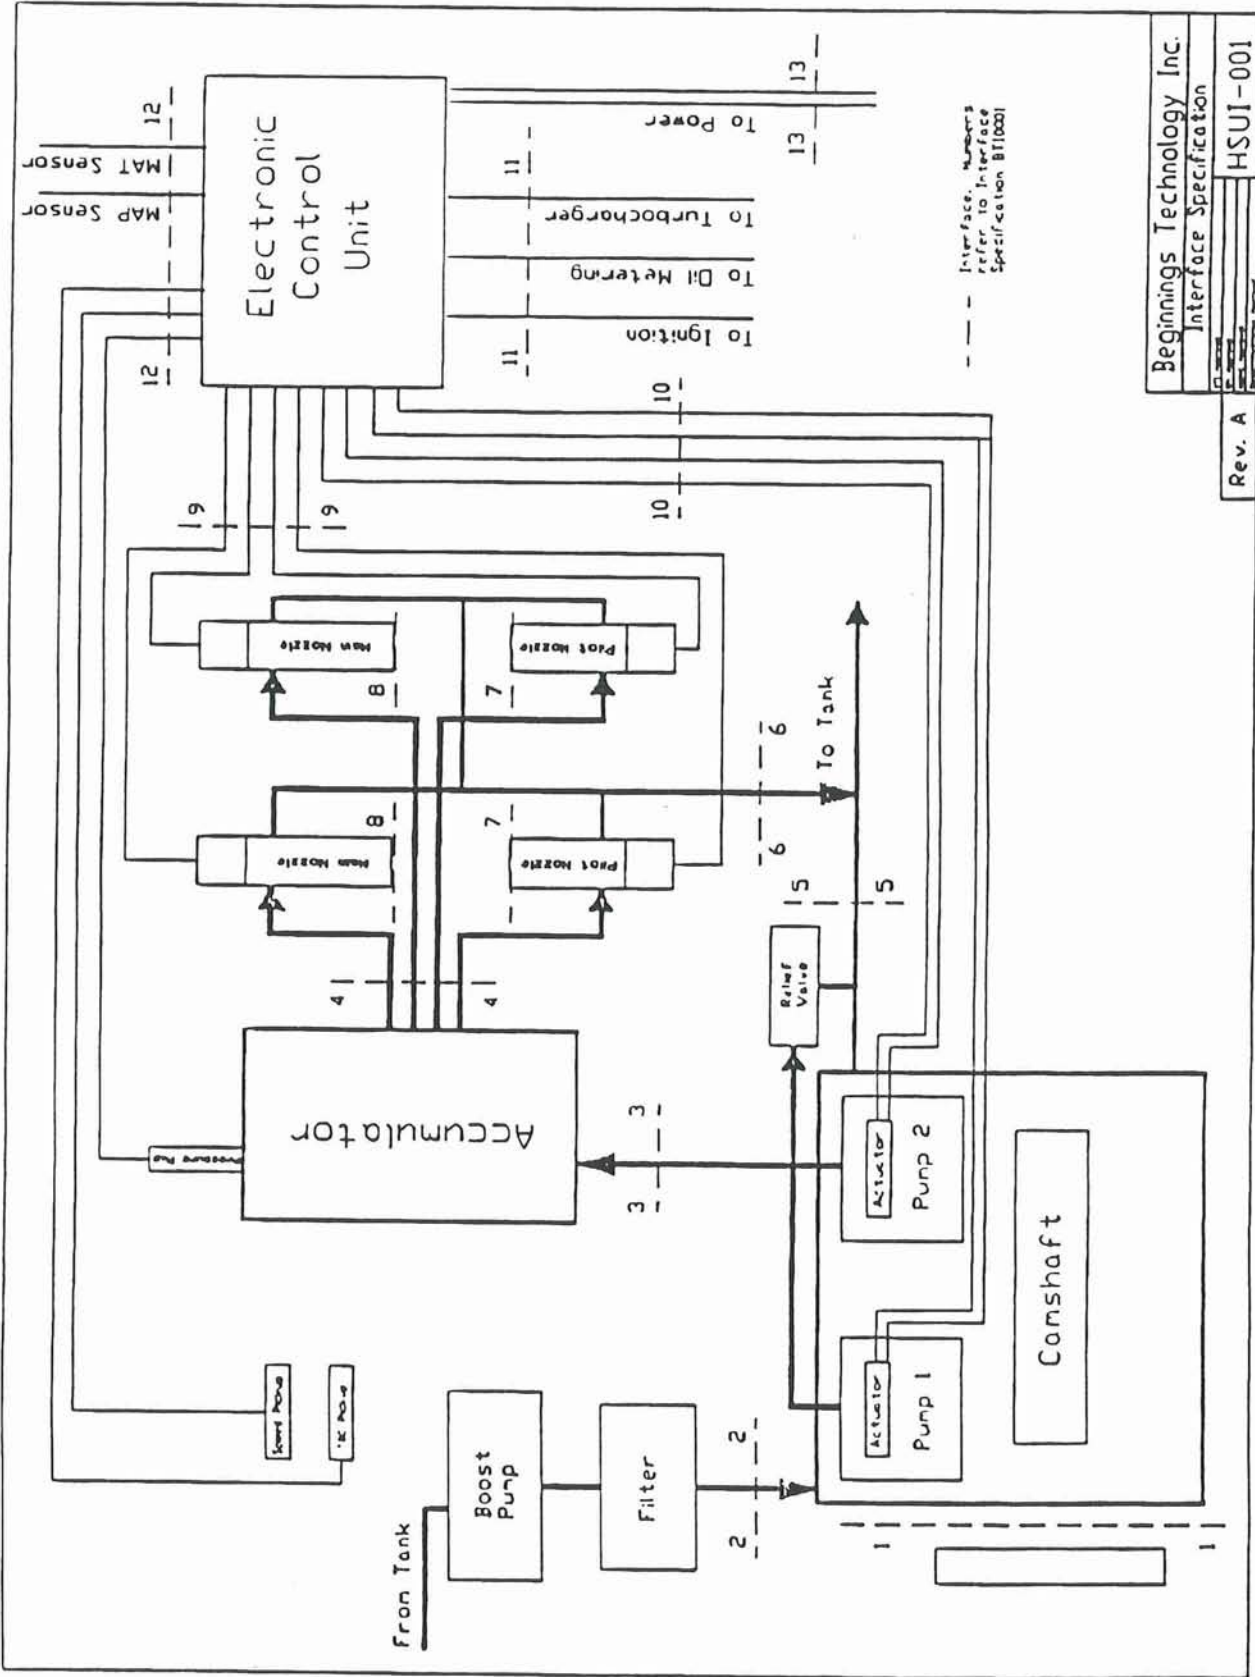 From Tank
Boost
Pump
Filter
2
2
1
1
Camshaft
Pump 1
Actuator
Pump 2
Actuator
Relief
Valve
To Tank
5
5
6
6
3
3
Accumulator
4
4
Main Nozzle
Main Nozzle
8
8
7
7
Pilot Nozzle
Pilot Nozzle
9
9
10
10
Electronic
Control
Unit
12
12
MAP Sensor
MAT Sensor
11
11
To Ignition
To Oil Metering
To Turbocharger
To Power
13
13
Interface. Numbers
refer to Interface
Specification BTI0001
Beginnings Technology Inc.
Interface Specification
Rev. A
HSUI-001